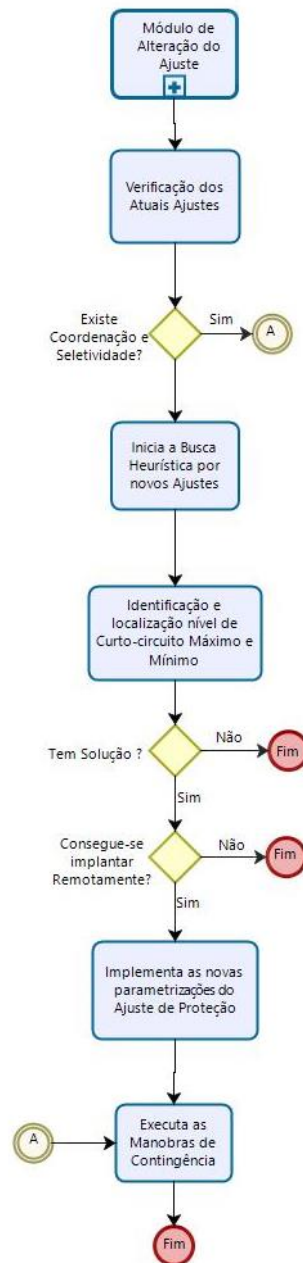 Módulo de
Alteração do
Ajuste
Verificação dos
Atuais Ajustes
Existe
Coordenação e
Seletividade?
Sim
A
Inicia a Busca
Heurística por
novos Ajustes
Identificação e
localização nível de
Curto-circuito Máximo e
Mínimo
Tem Solução ?
Não
Fim
Sim
Consegue-se
implantar
Remotamente?
Não
Fim
Sim
Implementa as novas
parametrizações do
Ajuste de Proteção
A
Executa as
Manobras de
Contingência
Fim